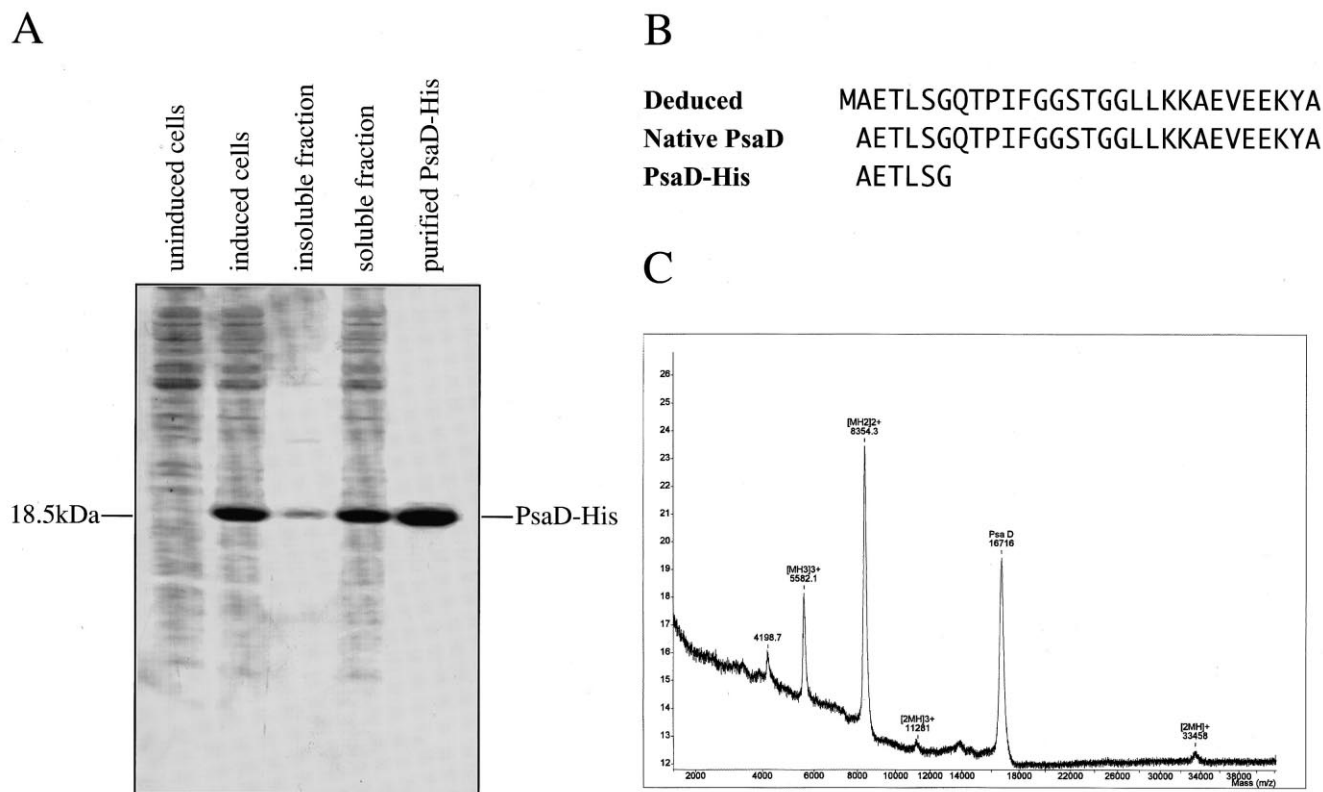 A
uninduced cells
induced cells
insoluble fraction
soluble fraction
purified PsaD-His
18.5kDa
PsaD-His
B
Deduced MAETLSGQTPIFGGSTGGLLKKAEVEEKYA
Native PsaD AETLSGQTPIFGGSTGGLLKKAEVEEKYA
PsaD-His AETLSG
C
26
25
24
23
22
21
20
19
18
17
16
15
14
13
12
4198.7
[MH3]3+
5582.1
[MH2]2+
8354.3
[2MH]3+
11281
Psa D
16716
[2MH]+
33458
2000 4000 6000 8000 10000 12000 14000 18000 22000 26000 30000 34000 38000
Mass (m/z)